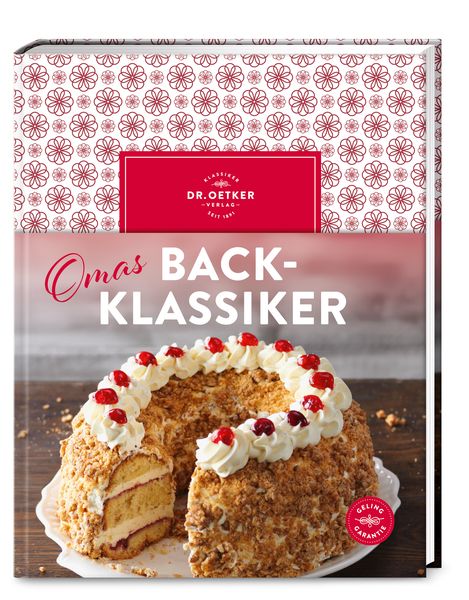 KLASSIKER
DR. OETKER
VERLAG
SEIT 1891
Omas BACK-
KLASSIKER
GELING
GARANTIE